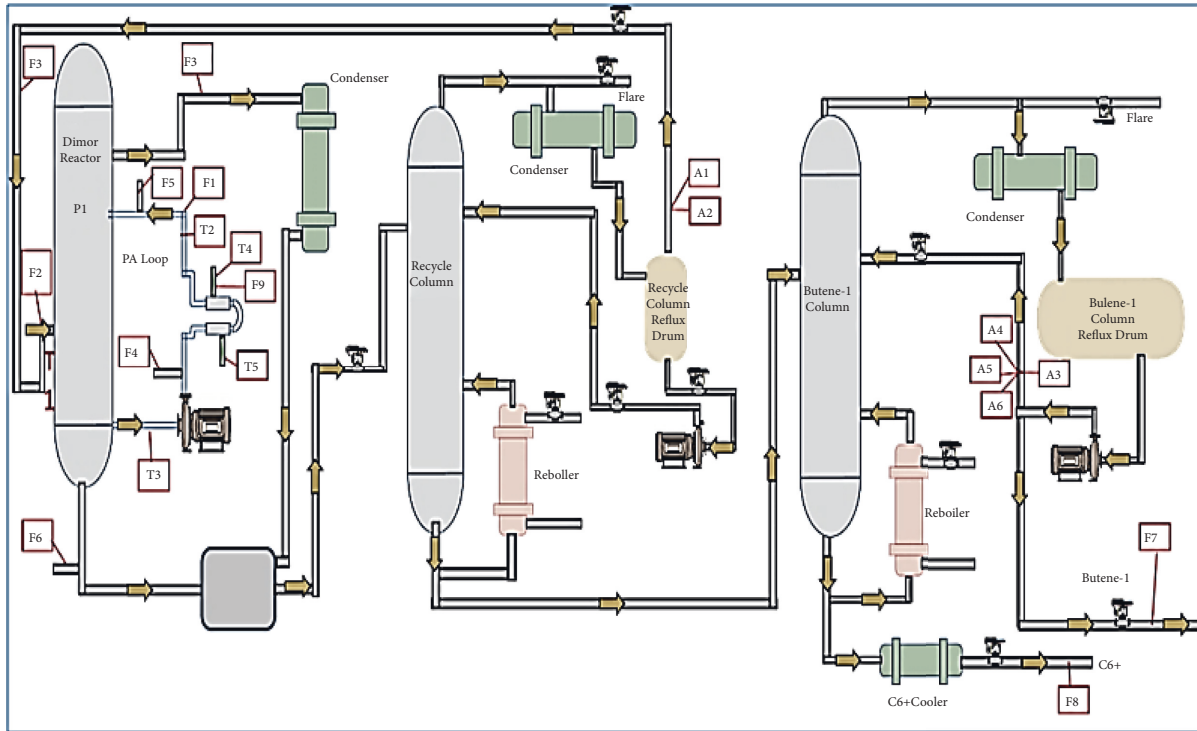 F3
F3
Condenser
Dimor
Reactor
P1
F5
F1
T2
PA Loop
T4
F9
F2
F4
T5
T3
F6
Flare
Condenser
A1
A2
Recycle
Column
Recycle
Column
Reflux
Drum
Reboller
Flare
Condenser
Butene-1
Column
Bulene-1
Column
Reflux Drum
A4
A5
A3
A6
Reboiler
Butene-1
F7
C6+
F8
C6+Cooler